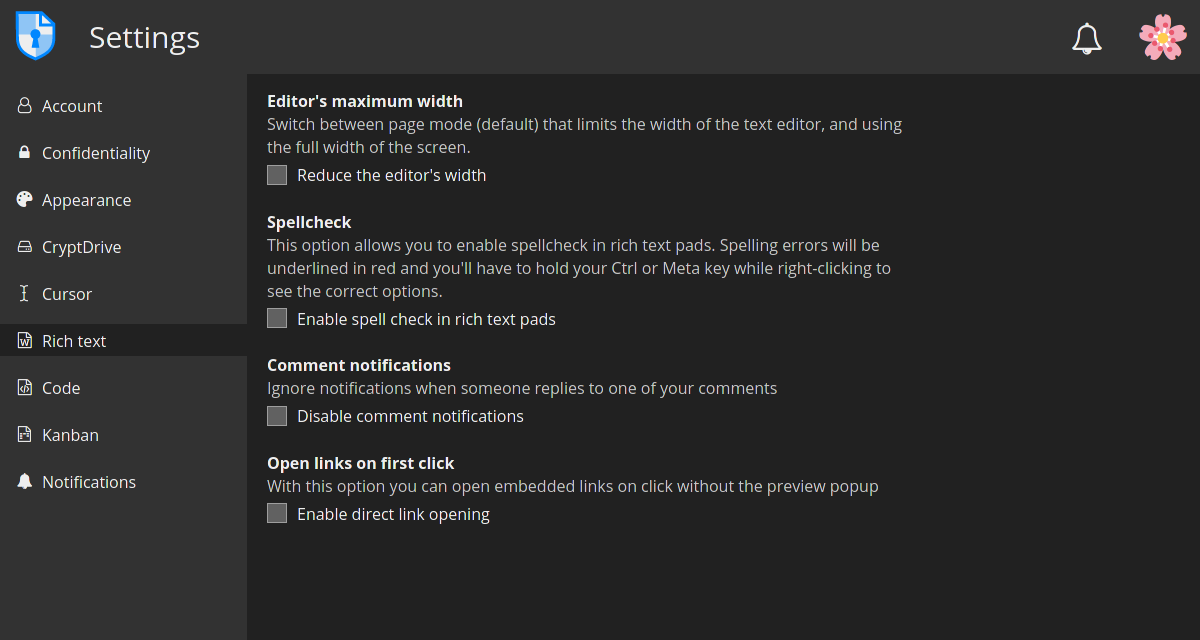 Settings
Account
Confidentiality
Appearance
CryptDrive
Cursor
Rich text
Code
Kanban
Notifications
Editor's maximum width
Switch between page mode (default) that limits the width of the text editor, and using
the full width of the screen.
Reduce the editor's width
Spellcheck
This option allows you to enable spellcheck in rich text pads. Spelling errors will be
underlined in red and you'll have to hold your Ctrl or Meta key while right-clicking to
see the correct options.
Enable spell check in rich text pads
Comment notifications
Ignore notifications when someone replies to one of your comments
Disable comment notifications
Open links on first click
With this option you can open embedded links on click without the preview popup
Enable direct link opening